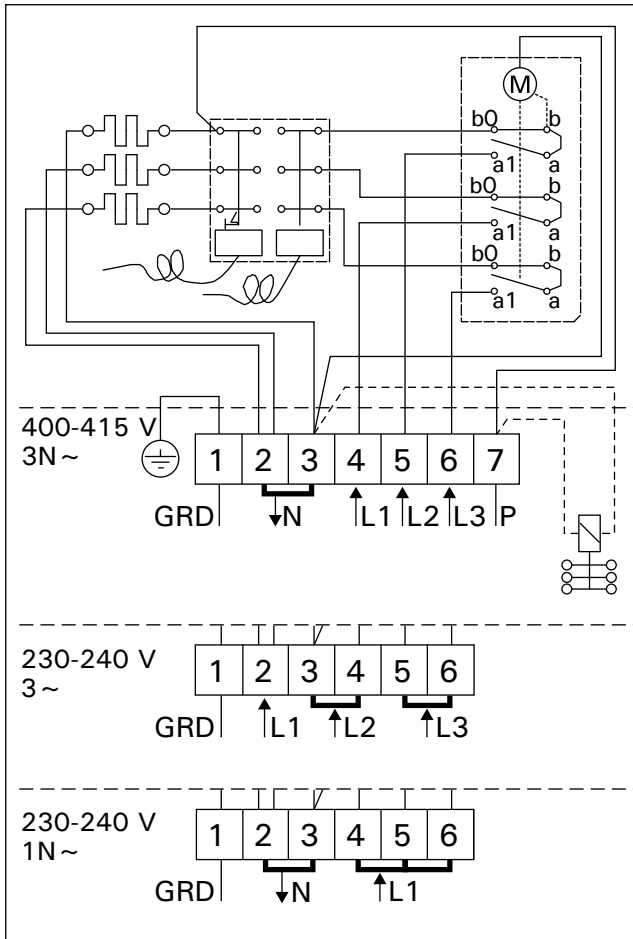 M
b0 b
a1 a
b0 b
a1 a
b0 b
a1 a
400-415 V
3N~
1 2 3 4 5 6 7
GRD N L1 L2 L3 P
230-240 V
3~
1 2 3 4 5 6
GRD L1 L2 L3
230-240 V
1N~
1 2 3 4 5 6
GRD N L1